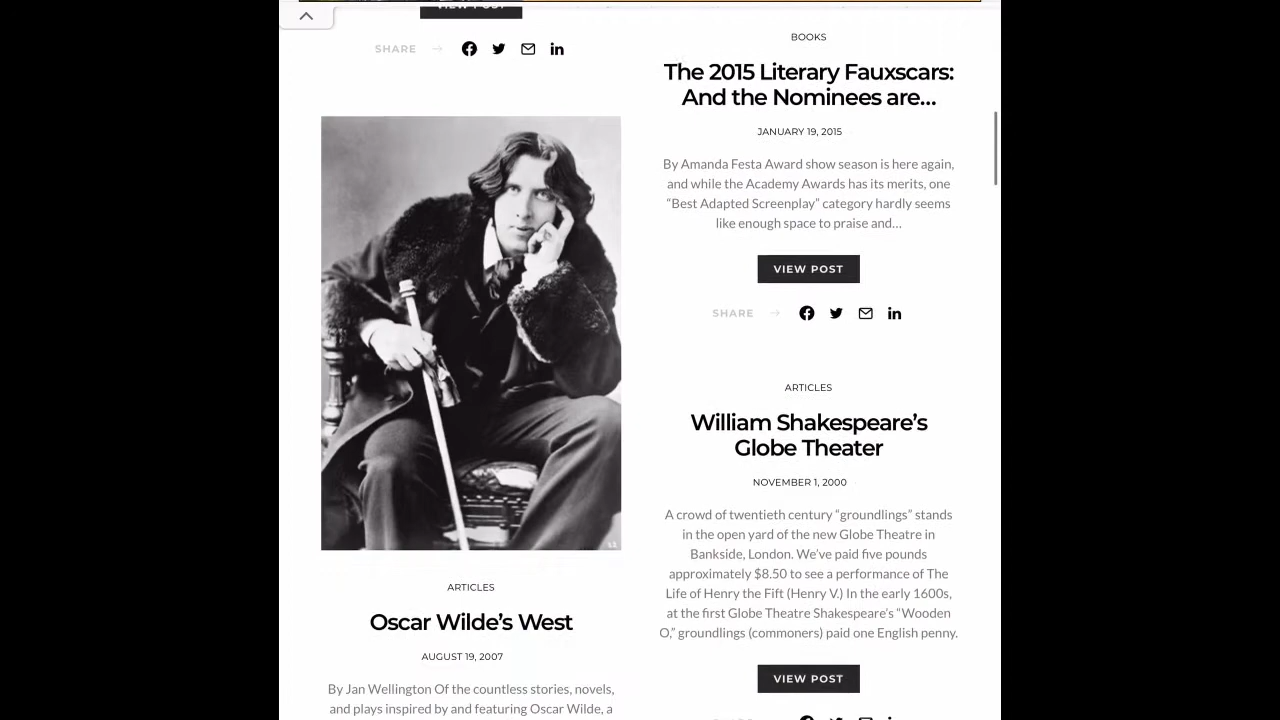 VIEW POST
SHARE
BOOKS
The 2015 Literary Fauxscars:
And the Nominees are…
JANUARY 19, 2015
By Amanda Festa Award show season is here again,
and while the Academy Awards has its merits, one
“Best Adapted Screenplay” category hardly seems
like enough space to praise and…
VIEW POST
SHARE
ARTICLES
William Shakespeare’s
Globe Theater
NOVEMBER 1, 2000
A crowd of twentieth century “groundlings” stands
in the open yard of the new Globe Theatre in
Bankside, London. We’ve paid five pounds
approximately $8.50 to see a performance of The
Life of Henry the Fift (Henry V.) In the early 1600s,
at the first Globe Theatre Shakespeare’s “Wooden
O,” groundlings (commoners) paid one English penny.
VIEW POST
ARTICLES
Oscar Wilde’s West
AUGUST 19, 2007
By Jan Wellington Of the countless stories, novels,
and plays inspired by and featuring Oscar Wilde, a